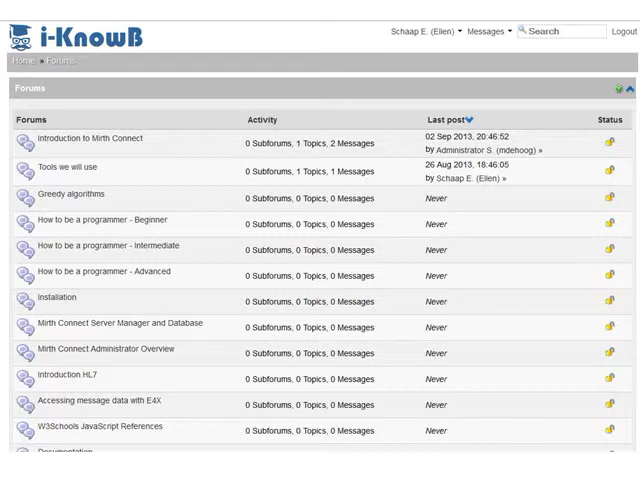 i-KnowB
Schaap E. (Ellen) Messages Search Logout
Home » Forums
Forums
Forums Activity Last post Status
Introduction to Mirth Connect 0 Subforums, 1 Topics, 2 Messages 02 Sep 2013, 20:46:52
by Administrator S. (mdehoog) »
Tools we will use 0 Subforums, 1 Topics, 1 Messages 26 Aug 2013, 18:46:05
by Schaap E. (Ellen) »
Greedy algorithms 0 Subforums, 0 Topics, 0 Messages Never
How to be a programmer - Beginner 0 Subforums, 0 Topics, 0 Messages Never
How to be a programmer - Intermediate 0 Subforums, 0 Topics, 0 Messages Never
How to be a programmer - Advanced 0 Subforums, 0 Topics, 0 Messages Never
Installation 0 Subforums, 0 Topics, 0 Messages Never
Mirth Connect Server Manager and Database 0 Subforums, 0 Topics, 0 Messages Never
Mirth Connect Administrator Overview 0 Subforums, 0 Topics, 0 Messages Never
Introduction HL7 0 Subforums, 0 Topics, 0 Messages Never
Accessing message data with E4X 0 Subforums, 0 Topics, 0 Messages Never
W3Schools JavaScript References 0 Subforums, 0 Topics, 0 Messages Never